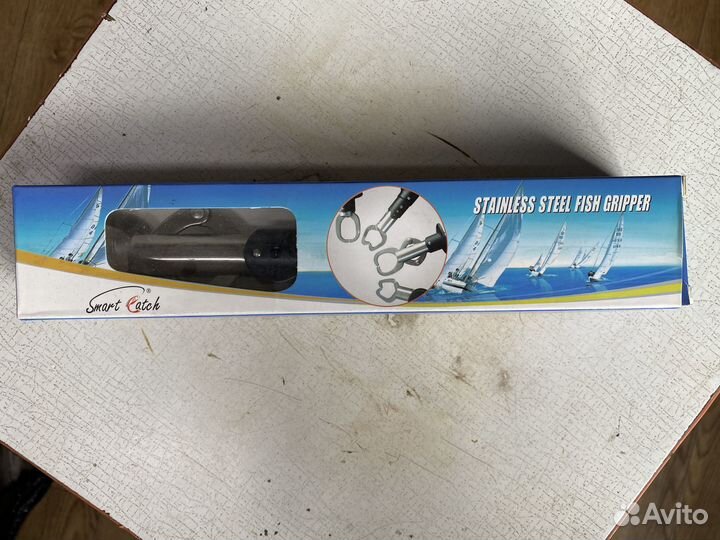 STAINLESS STEEL FISH GRIPPER
Smart Catch ®
Avito